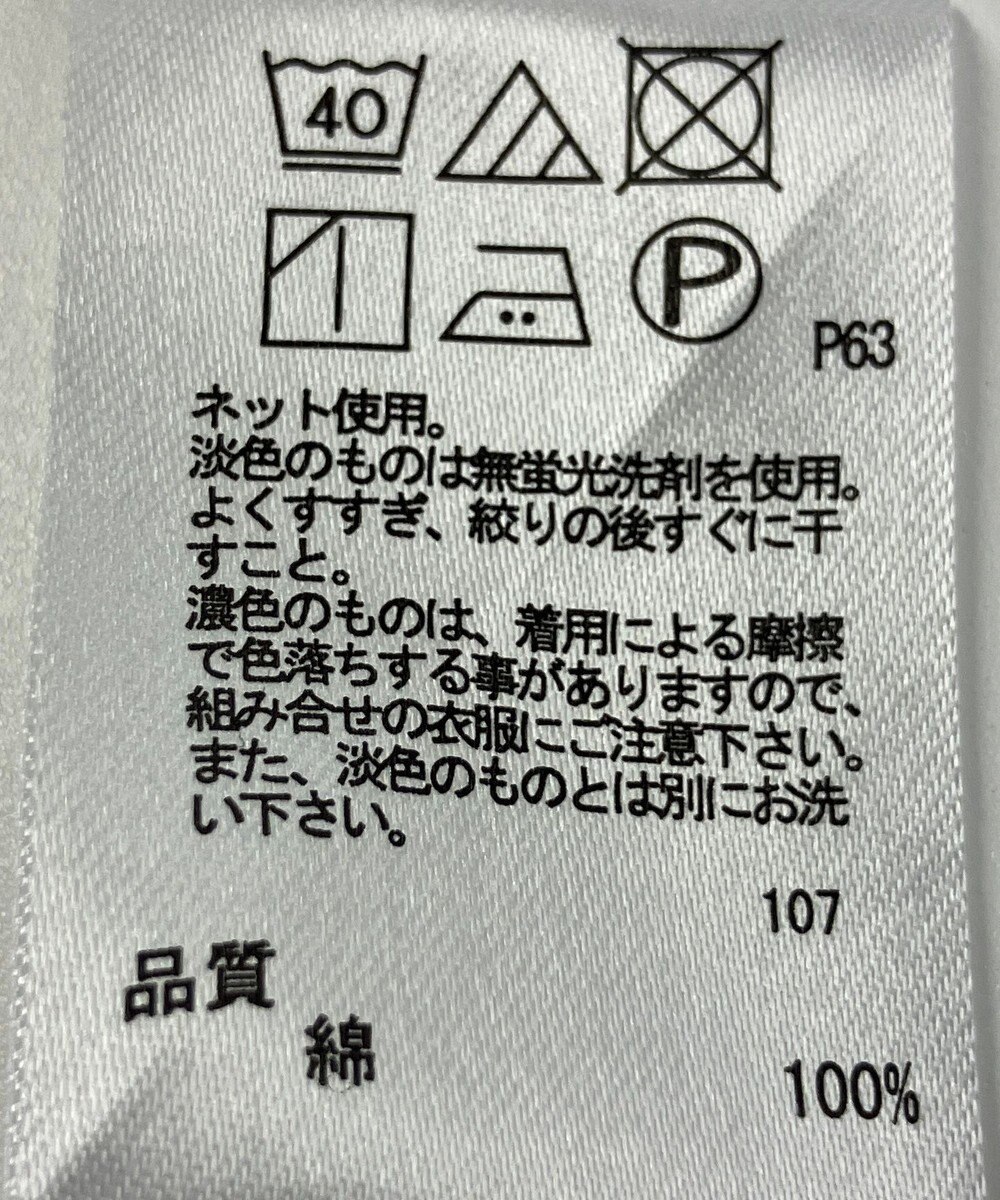 40
P
P63
ネット使用。
淡色のものは無蛍光洗剤を使用。
よくすすぎ、絞りの後すぐに干
すこと。
濃色のものは、着用による摩擦
で色落ちする事がありますので、
組み合せの衣服にご注意下さい。
また、淡色のものとは別にお洗
い下さい。
107
品質
綿 100%